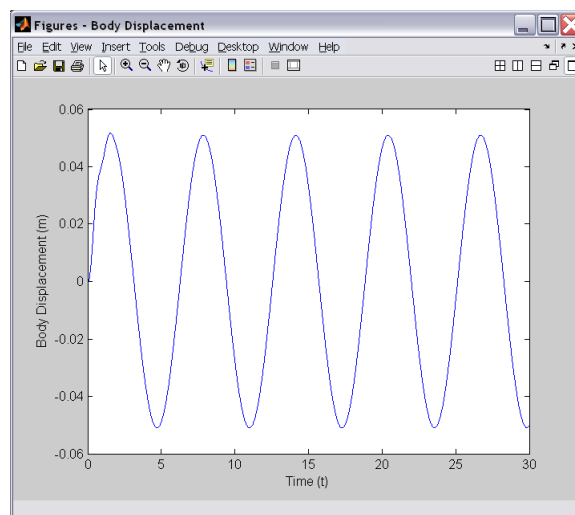 Figures - Body Displacement
File Edit View Insert Tools Debug Desktop Window Help
0.06
0.04
0.02
0
-0.02
-0.04
-0.06
Body Displacement (m)
0 5 10 15 20 25 30
Time (t)